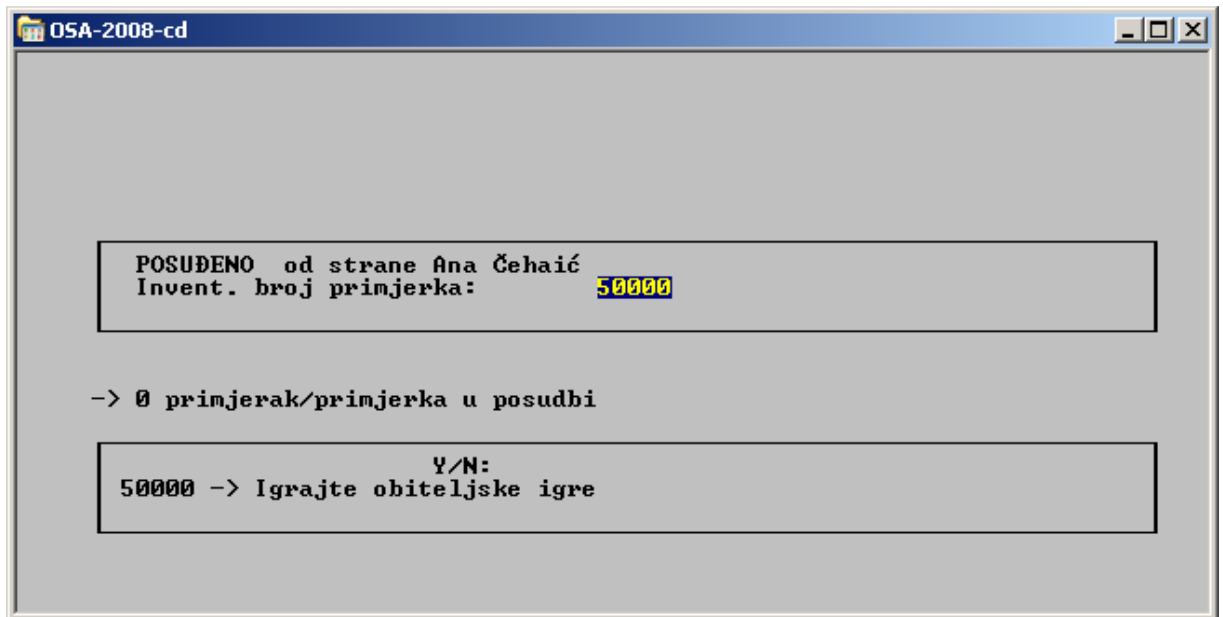 OSA-2008-cd
POSUĐENO od strane Ana Čehaić
Invent. broj primjerka: 50000
-> 0 primjerak/primjerka u posudbi
Y/N:
50000 -> Igrajte obiteljske igre